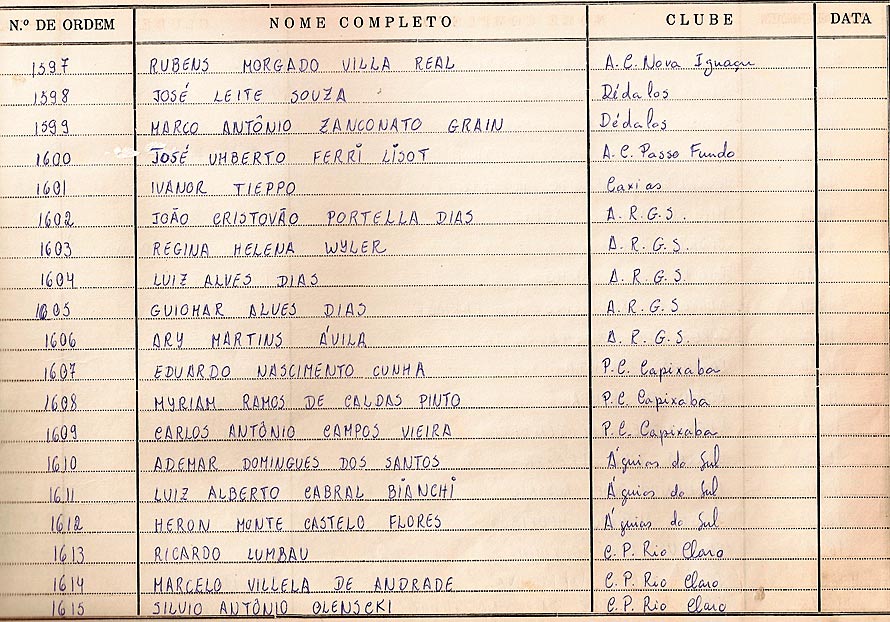 N.º DE ORDEM NOME COMPLETO CLUBE DATA
1597 RUBENS MORGADO VILLA REAL A.C. Nova Iguaçu
1598 JOSÉ LEITE SOUZA Dédalos
1599 MARCO ANTÔNIO ZANCONATO GRAIN Dédalos
1600 JOSÉ UMBERTO FERRI LISOT A.C. Passo Fundo
1601 IVANOR TIEPPO Caxias
1602 JOÃO CRISTOVÃO PORTELLA DIAS A.R.G.S.
1603 REGINA HELENA WYLER A.R.G.S.
1604 LUIZ ALVES DIAS A.R.G.S.
1605 GUIOMAR ALVES DIAS A.R.G.S
1606 ARY MARTINS ÁVILA A.R.G.S.
1607 EDUARDO NASCIMENTO CUNHA P.C. Capixaba
1608 MYRIAM RAMOS DE CALDAS PINTO P.C. Capixaba
1609 CARLOS ANTÔNIO CAMPOS VIEIRA P.C. Capixaba
1610 ADEMAR DOMINGUES DOS SANTOS Águias do Sul
1611 LUIZ ALBERTO CABRAL BIANCHI Águias do Sul
1612 HERON MONTE CASTELO FLORES Águias do Sul
1613 RICARDO LUMBAU C.P. Rio Claro
1614 MARCELO VILLELA DE ANDRADE C.P. Rio Claro
1615 SILVIO ANTÔNIO OLENSCKI C.P. Rio Claro